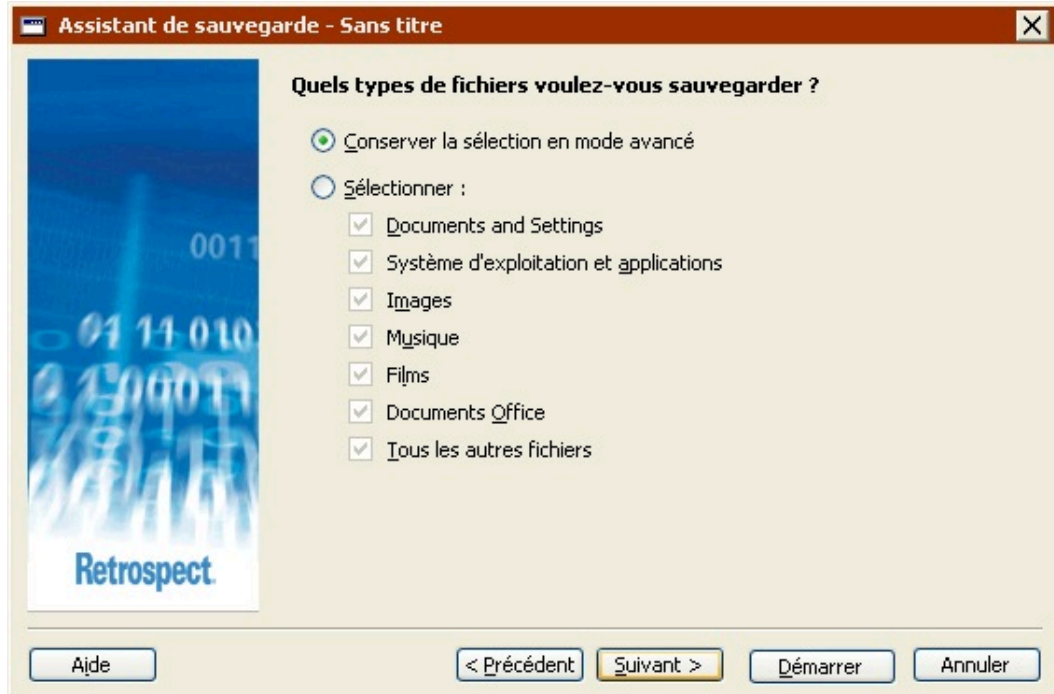 Assistant de sauvegarde - Sans titre
Quels types de fichiers voulez-vous sauvegarder ?
Conserver la sélection en mode avancé
Sélectionner :
Documents and Settings
Système d'exploitation et applications
Images
Musique
Films
Documents Office
Tous les autres fichiers
0011
01 11 010
Retrospect
Aide
< Précédent
Suivant >
Démarrer
Annuler